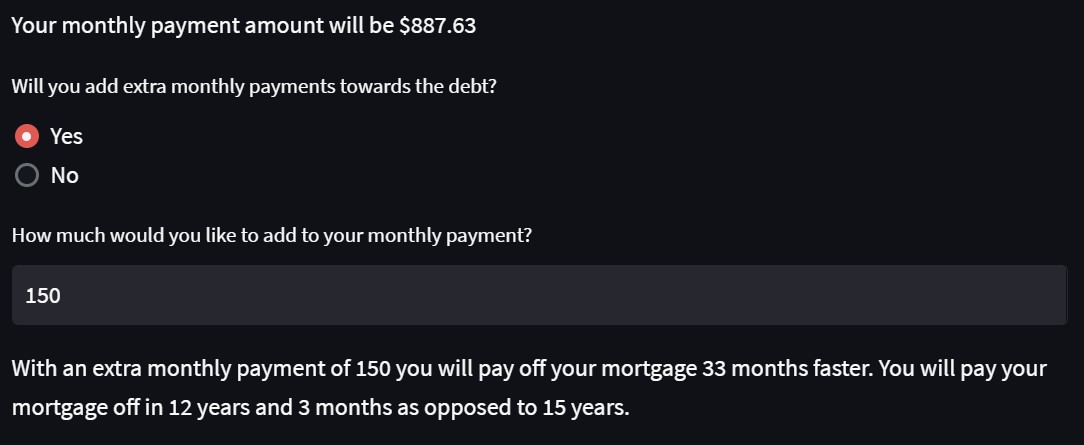 Your monthly payment amount will be $887.63
Will you add extra monthly payments towards the debt?
Yes
No
How much would you like to add to your monthly payment?
150
With an extra monthly payment of 150 you will pay off your mortgage 33 months faster. You will pay your
mortgage off in 12 years and 3 months as opposed to 15 years.